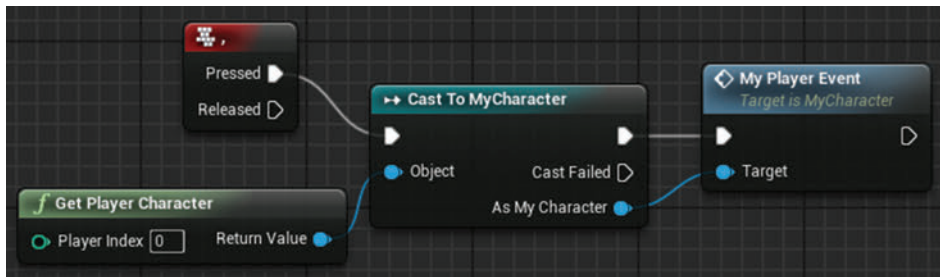 ,
Pressed
Released
Cast To MyCharacter
Object
Cast Failed
As My Character
My Player Event
Target is MyCharacter
Target
f Get Player Character
Player Index 0
Return Value